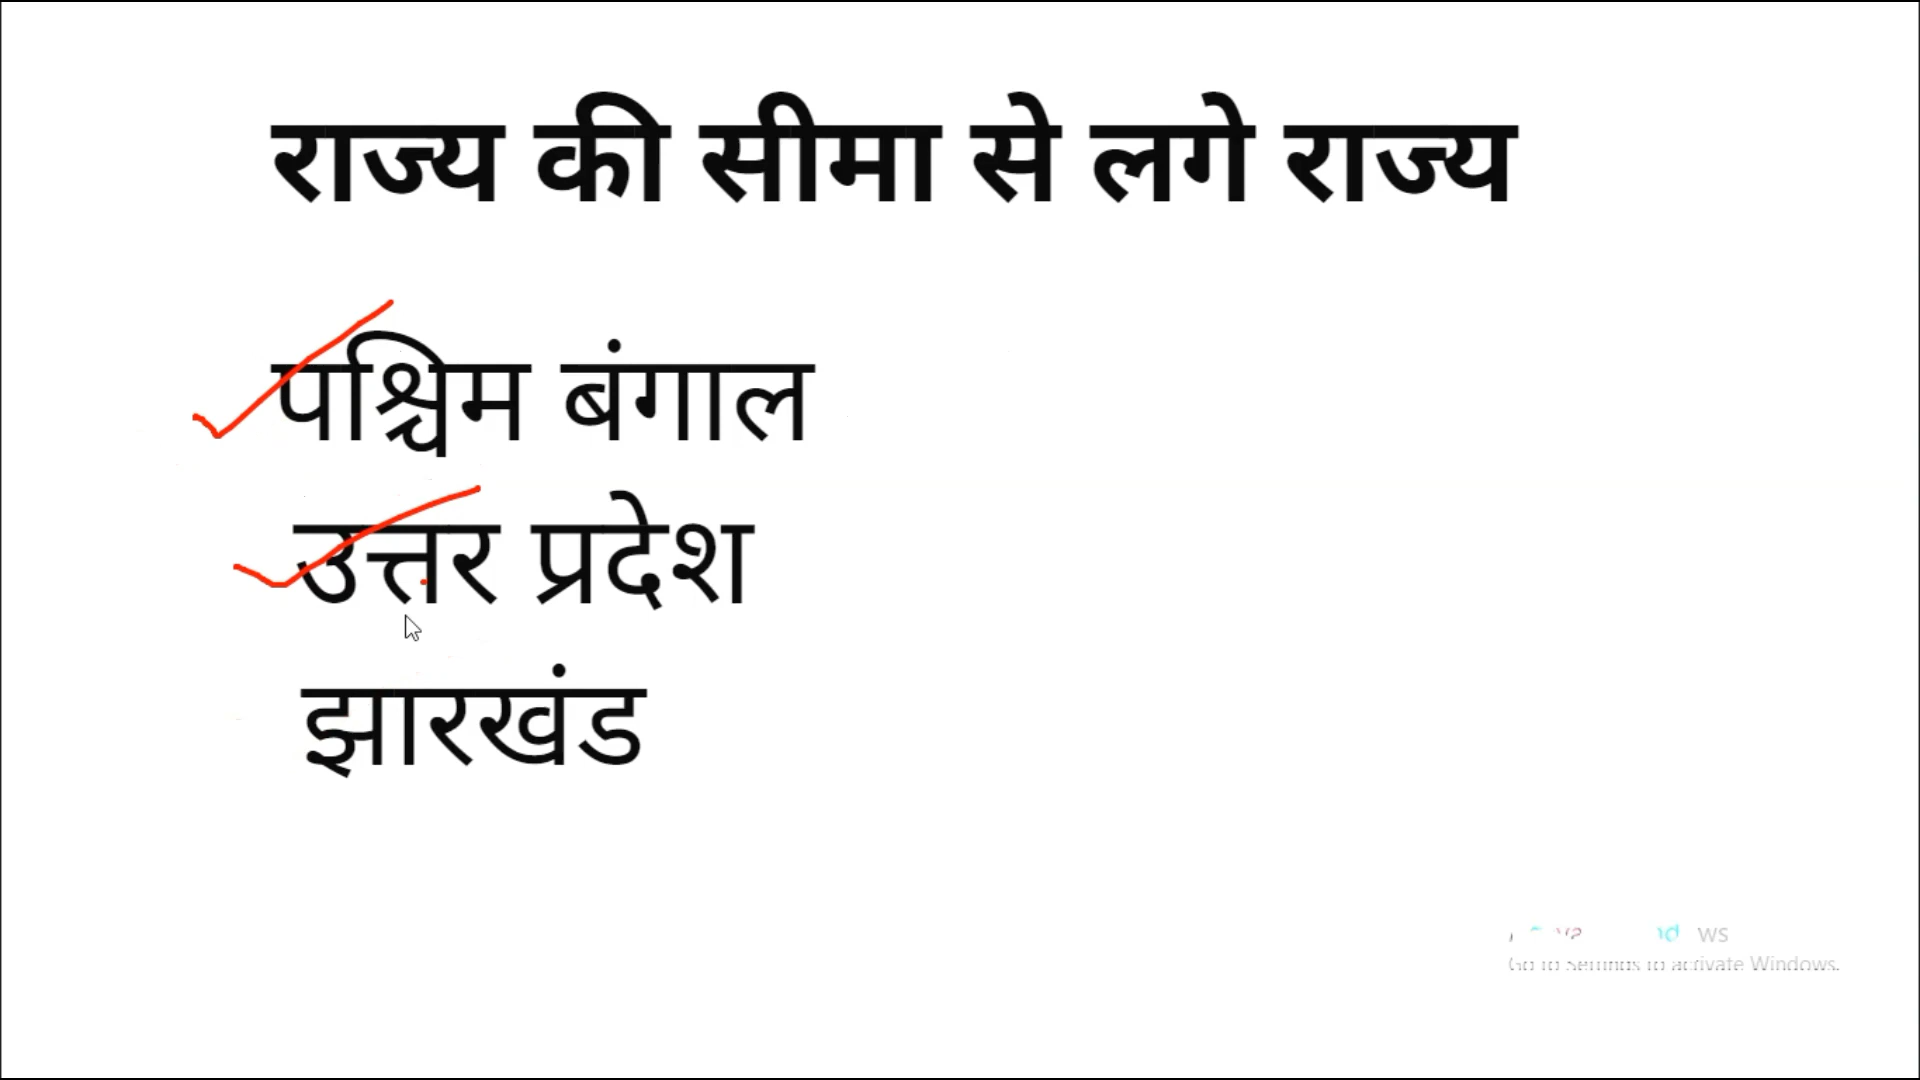 राज्य की सीमा से लगे राज्य
पश्चिम बंगाल
उत्तर प्रदेश
झारखंड
Go to Settings to activate Windows.